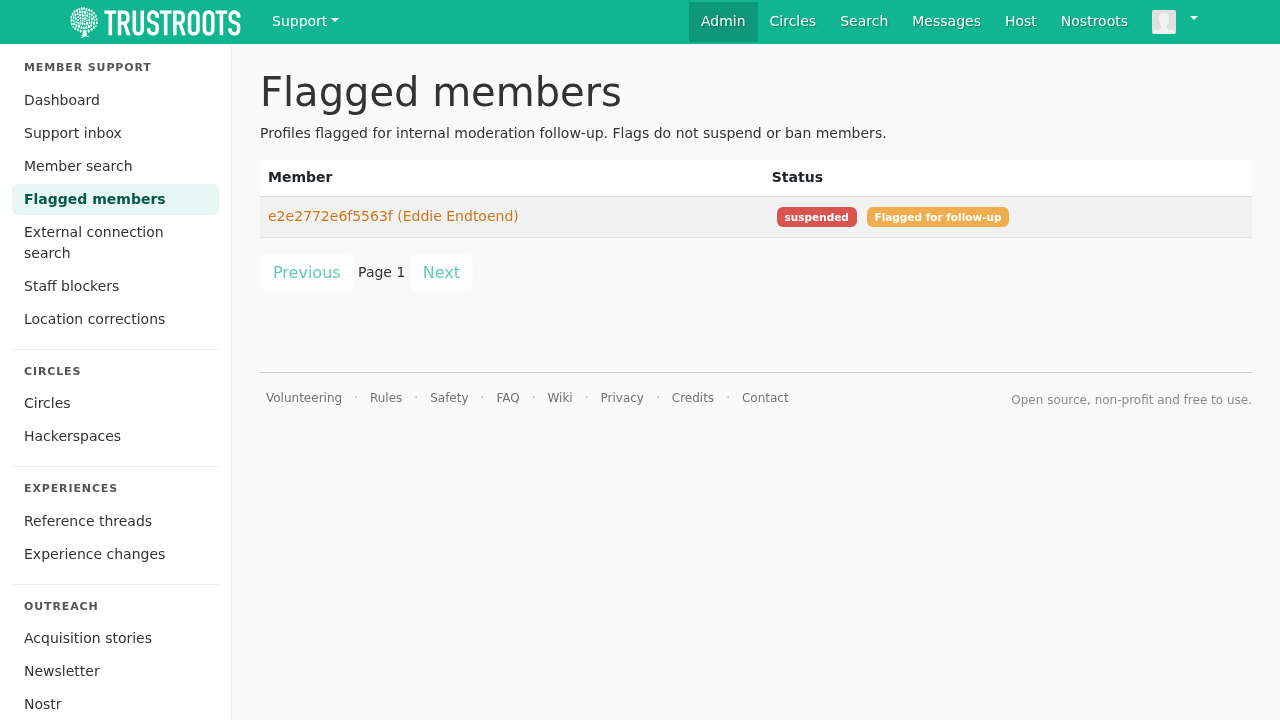 TRUSTROOTS
Support
Admin
Circles
Search
Messages
Host
Nostroots
MEMBER SUPPORT
Dashboard
Support inbox
Member search
Flagged members
External connection
search
Staff blockers
Location corrections
CIRCLES
Circles
Hackerspaces
EXPERIENCES
Reference threads
Experience changes
OUTREACH
Acquisition stories
Newsletter
Nostr
Flagged members
Profiles flagged for internal moderation follow-up. Flags do not suspend or ban members.
Member Status
e2e2772e6f5563f (Eddie Endtoend) suspended Flagged for follow-up
Previous Page 1 Next
Volunteering · Rules · Safety · FAQ · Wiki · Privacy · Credits · Contact
Open source, non-profit and free to use.